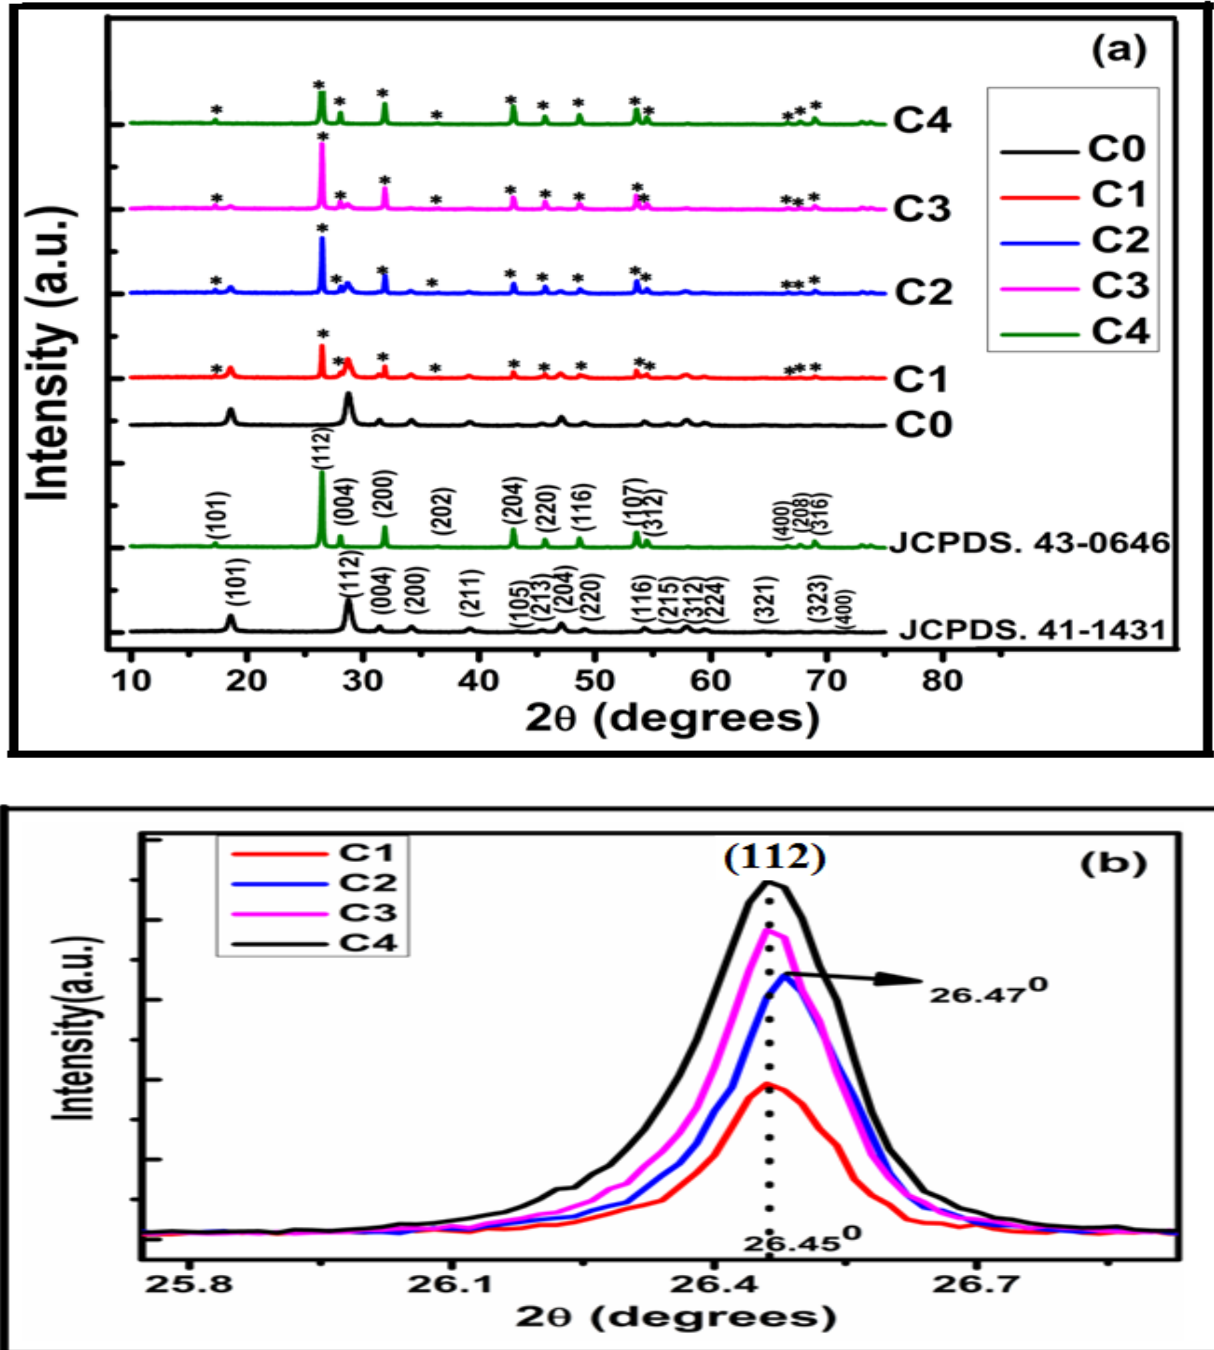 (a)
C0
C1
C2
C3
C4
* * * * * * * * * * * * *
C4
* * * * * * * * * * * * *
C3
* * * * * * * * * * * * *
C2
* * * * * * * * * * * * *
C1
C0
(101) (112) (004) (200) (202) (204) (220) (116) (107) (312) (400) (208) (316)
JCPDS. 43-0646
(101) (112) (004) (200) (211) (105) (213) (204) (220) (116) (215) (312) (224) (321) (323) (400)
JCPDS. 41-1431
Intensity (a.u.)
10 20 30 40 50 60 70 80
2θ (degrees)
(b)
C1
C2
C3
C4
(112)
26.47⁰
26.45⁰
Intensity(a.u.)
25.8 26.1 26.4 26.7
2θ (degrees)